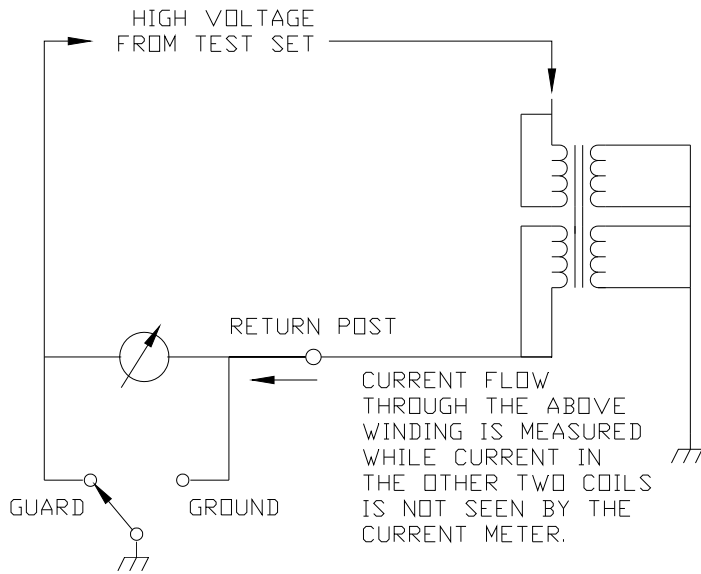 HIGH VOLTAGE
FROM TEST SET
RETURN POST
CURRENT FLOW
THROUGH THE ABOVE
WINDING IS MEASURED
WHILE CURRENT IN
THE OTHER TWO COILS
IS NOT SEEN BY THE
CURRENT METER.
GUARD
GROUND